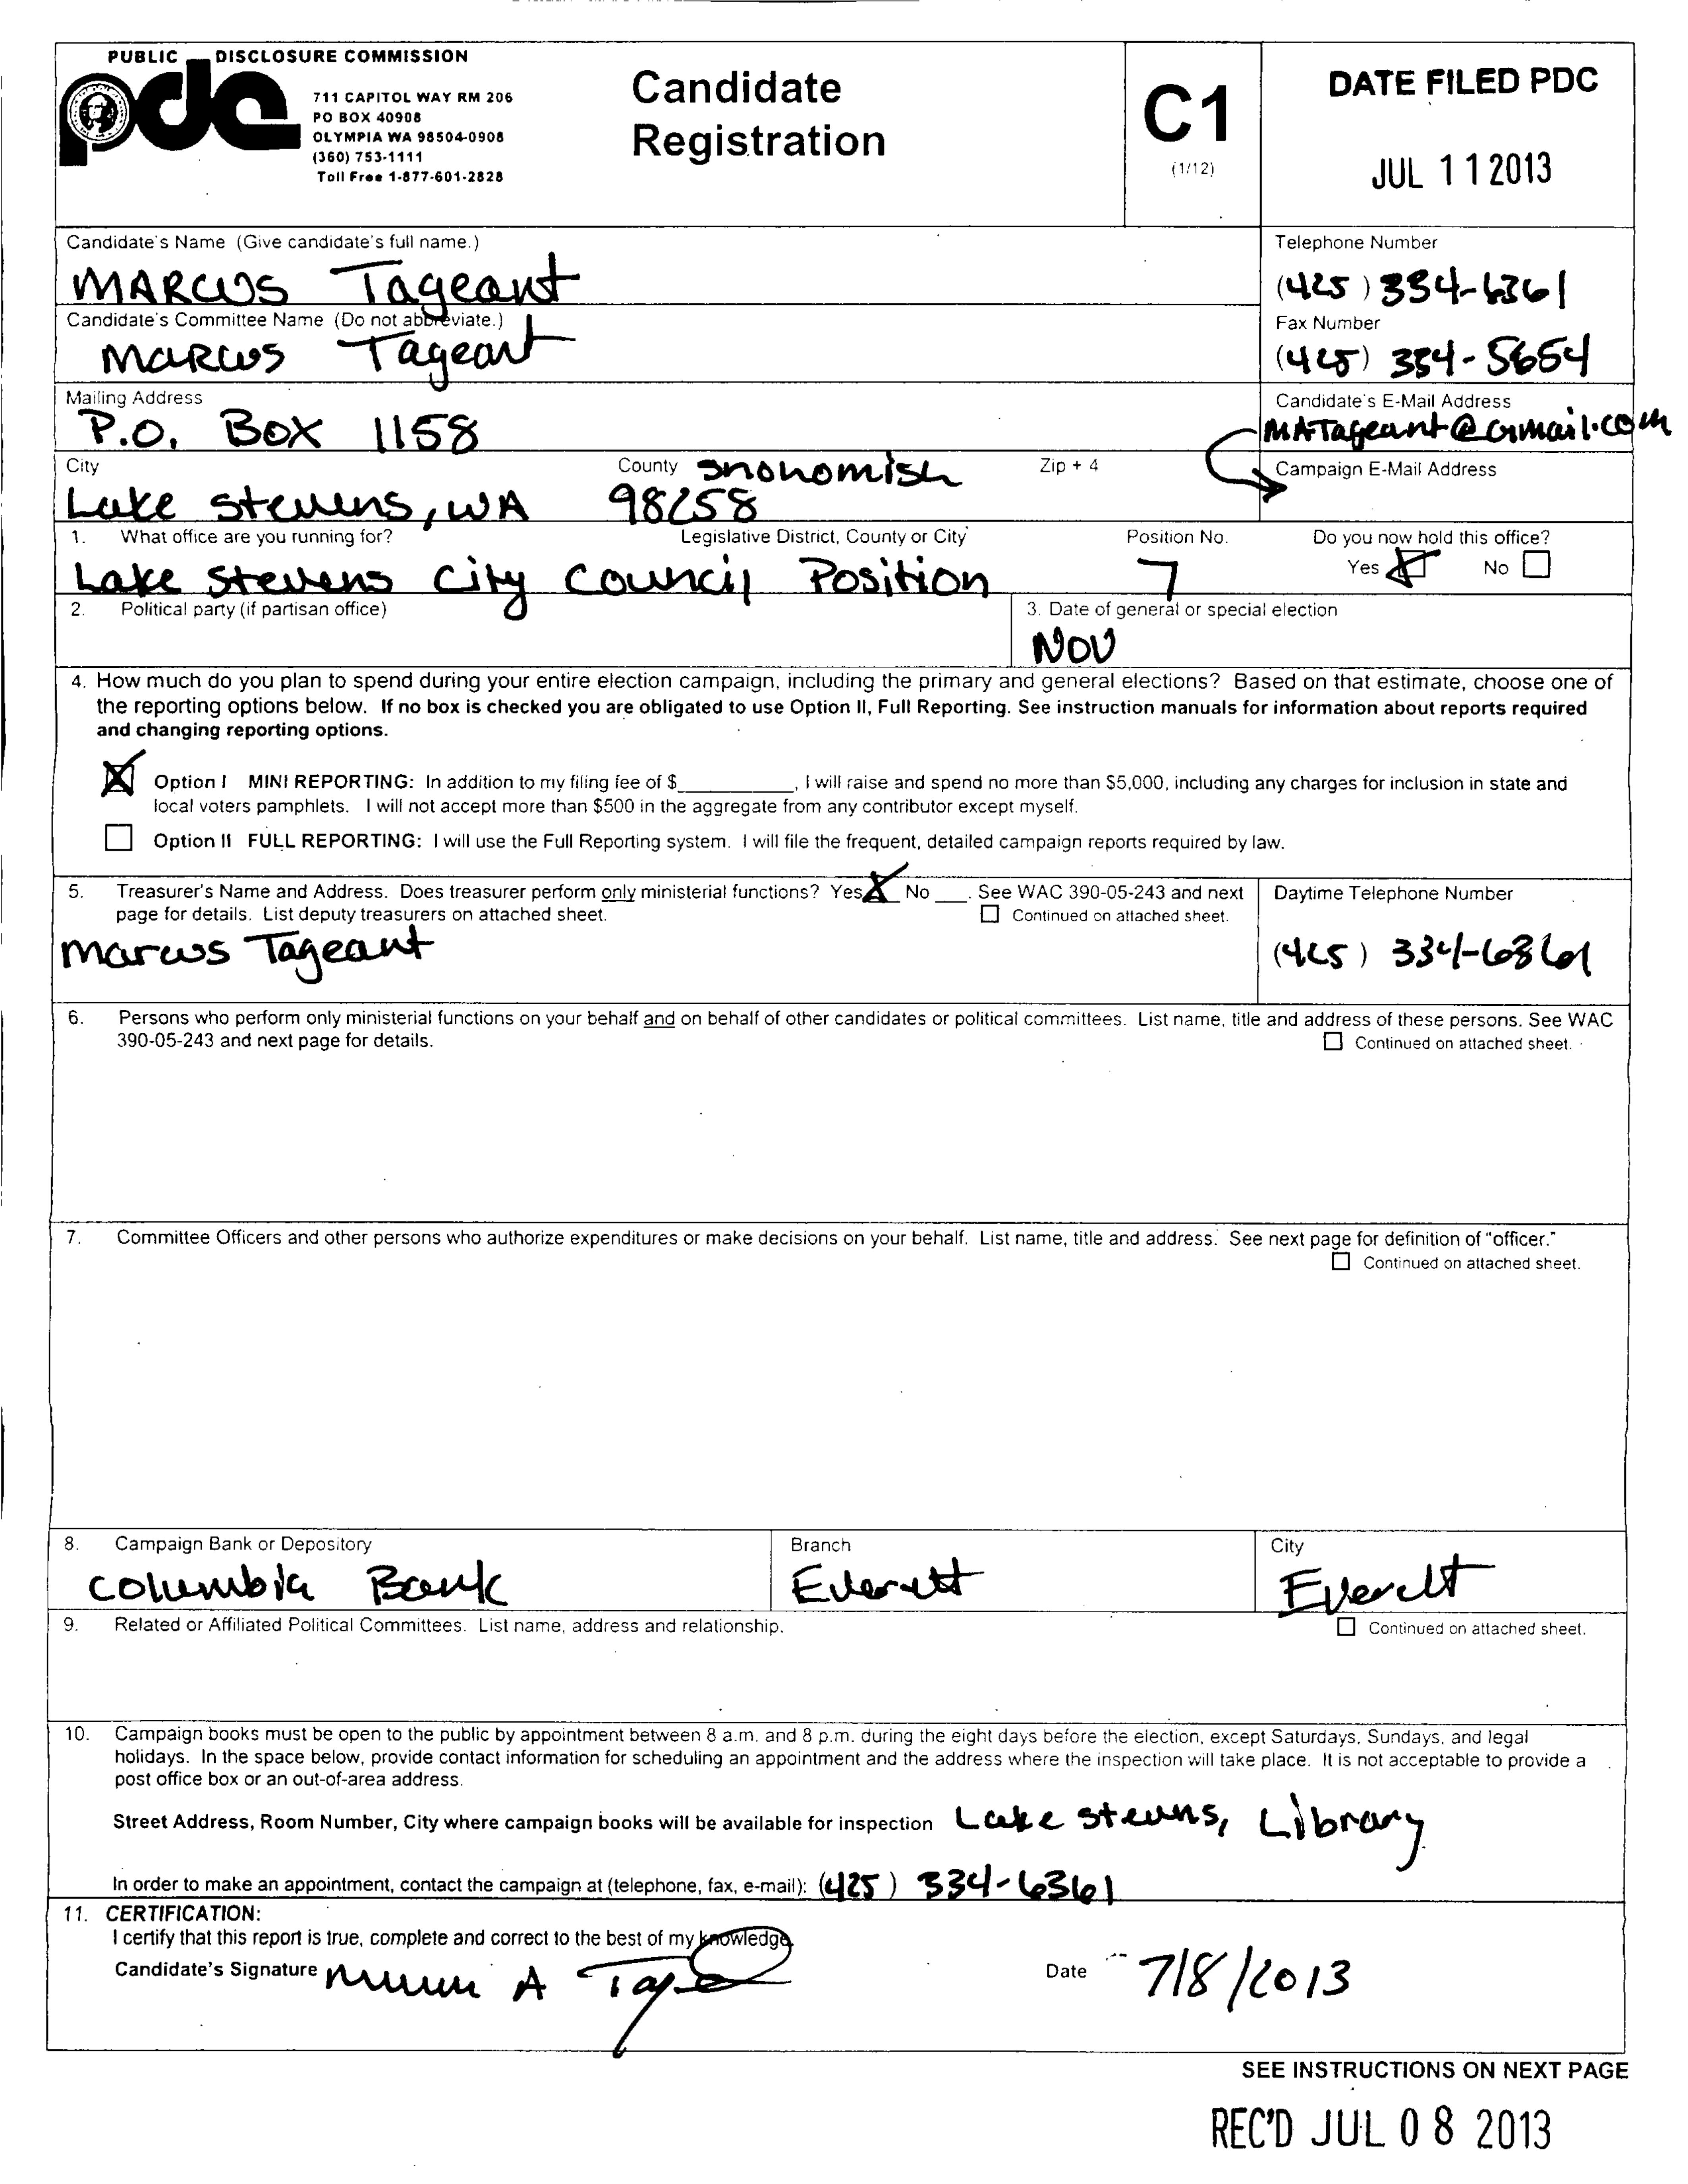 PUBLIC DISCLOSURE COMMISSION
pdc
711 CAPITOL WAY RM 206
PO BOX 40908
OLYMPIA WA 98504-0908
(360) 753-1111
Toll Free 1-877-601-2828
Candidate
Registration
C1
(1/12)
DATE FILED PDC
JUL 11 2013
Candidate's Name (Give candidate's full name.)
MARCUS Tageant
Telephone Number
(425) 334-6361
Candidate's Committee Name (Do not abbreviate.)
MARCUS Tageant
Fax Number
(425) 334-5654
Mailing Address
P.O. Box 1158
Candidate's E-Mail Address
MATageant@Gmail.com
City County Snohomish Zip + 4
Lake Stevens, WA 98258
Campaign E-Mail Address
1. What office are you running for? Legislative District, County or City Position No. Do you now hold this office?
Lake Stevens City Council Position 7 Yes X No
2. Political party (if partisan office)
3. Date of general or special election
NOV
4. How much do you plan to spend during your entire election campaign, including the primary and general elections? Based on that estimate, choose one of
the reporting options below. If no box is checked you are obligated to use Option II, Full Reporting. See instruction manuals for information about reports required
and changing reporting options.
X Option I MINI REPORTING: In addition to my filing fee of $________, I will raise and spend no more than $5,000, including any charges for inclusion in state and
local voters pamphlets. I will not accept more than $500 in the aggregate from any contributor except myself.
Option II FULL REPORTING: I will use the Full Reporting system. I will file the frequent, detailed campaign reports required by law.
5. Treasurer's Name and Address. Does treasurer perform only ministerial functions? Yes X No ___. See WAC 390-05-243 and next
page for details. List deputy treasurers on attached sheet. Continued on attached sheet.
Marcus Tageant
Daytime Telephone Number
(425) 334-6361
6. Persons who perform only ministerial functions on your behalf and on behalf of other candidates or political committees. List name, title and address of these persons. See WAC
390-05-243 and next page for details. Continued on attached sheet.
7. Committee Officers and other persons who authorize expenditures or make decisions on your behalf. List name, title and address. See next page for definition of "officer."
Continued on attached sheet.
8. Campaign Bank or Depository Branch City
Columbia Bank Everett Everett
9. Related or Affiliated Political Committees. List name, address and relationship. Continued on attached sheet.
10. Campaign books must be open to the public by appointment between 8 a.m. and 8 p.m. during the eight days before the election, except Saturdays, Sundays, and legal
holidays. In the space below, provide contact information for scheduling an appointment and the address where the inspection will take place. It is not acceptable to provide a
post office box or an out-of-area address.
Street Address, Room Number, City where campaign books will be available for inspection Lake Stevens, Library
In order to make an appointment, contact the campaign at (telephone, fax, e-mail): (425) 334-6361
11. CERTIFICATION:
I certify that this report is true, complete and correct to the best of my knowledge.
Candidate's Signature Date 7/8/2013
SEE INSTRUCTIONS ON NEXT PAGE
REC'D JUL 08 2013